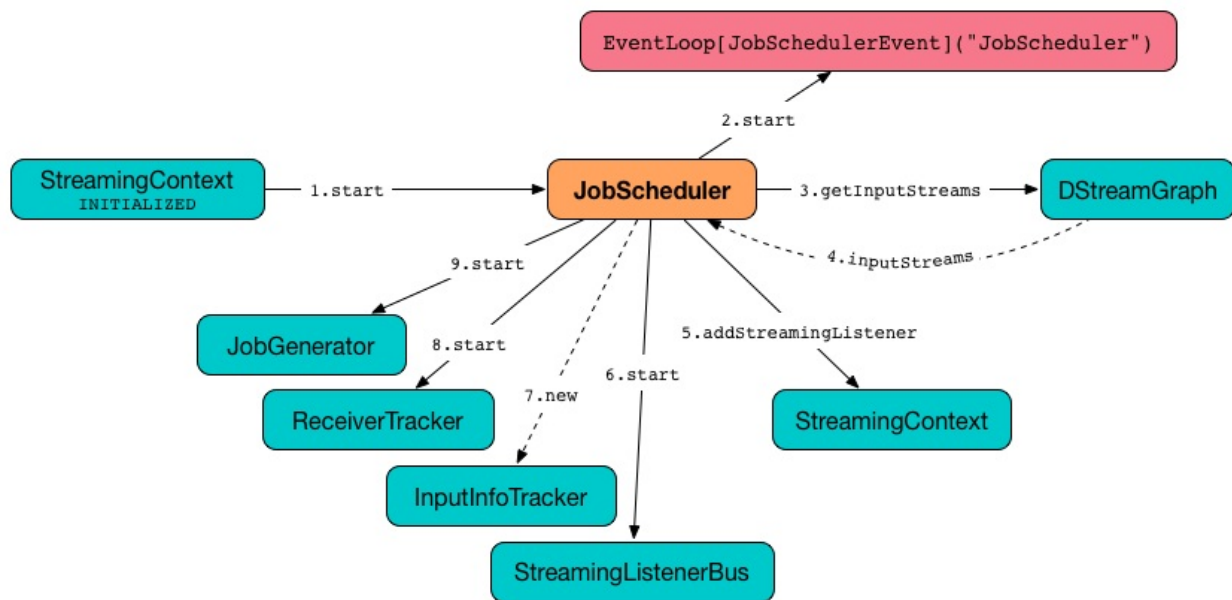 EventLoop[JobSchedulerEvent]("JobScheduler")
2.start
StreamingContext
INITIALIZED
1.start
JobScheduler
3.getInputStreams
DStreamGraph
4.inputStreams
9.start
JobGenerator
8.start
5.addStreamingListener
6.start
7.new
ReceiverTracker
StreamingContext
InputInfoTracker
StreamingListenerBus